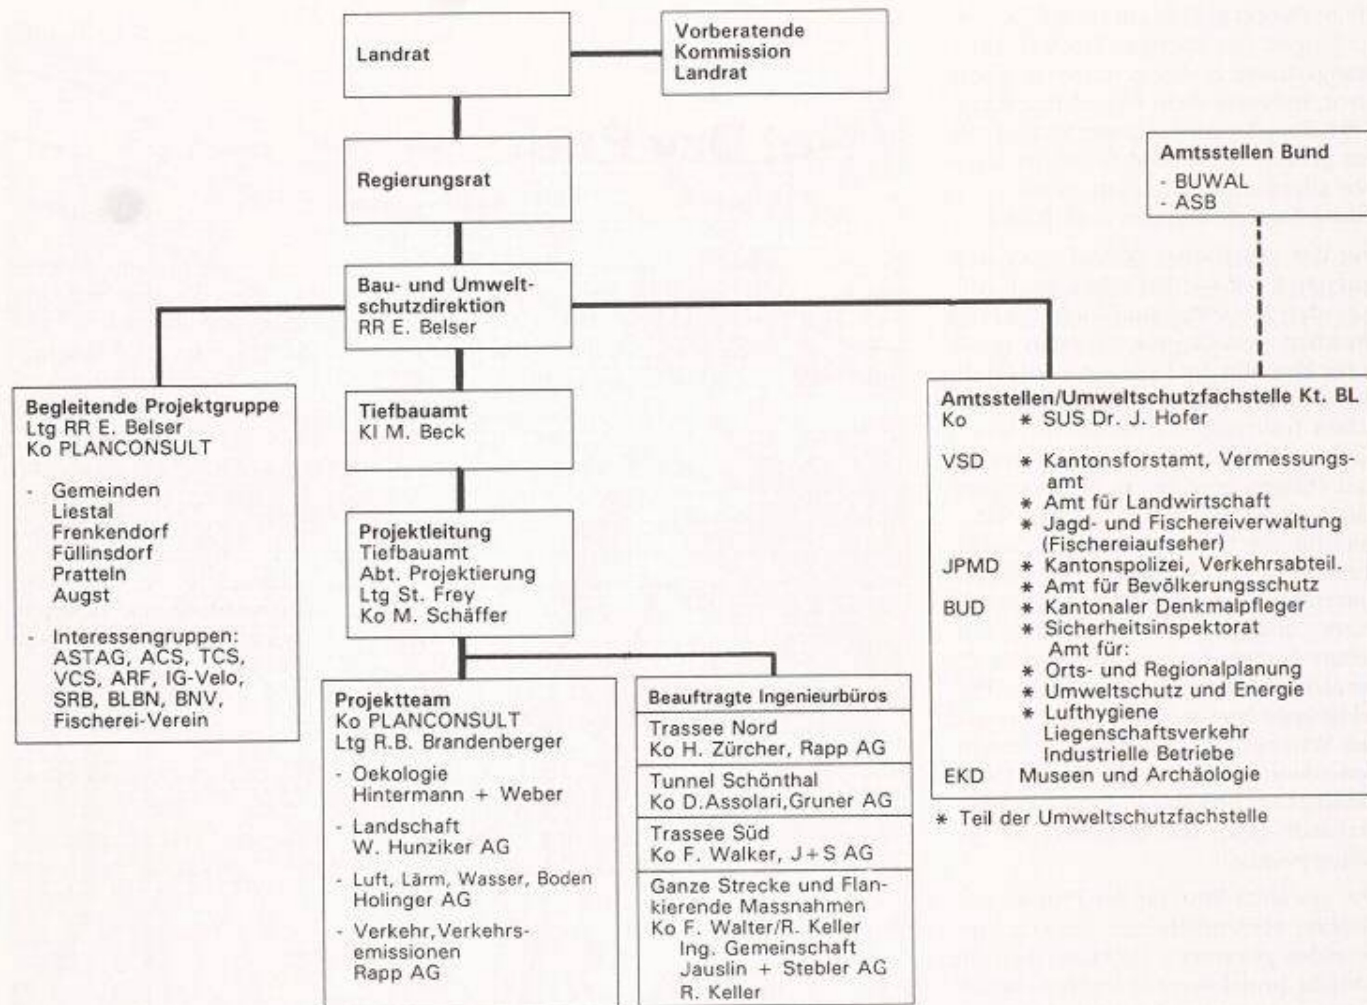 Landrat
Vorberatende
Kommission
Landrat
Regierungsrat
Amtsstellen Bund
- BUWAL
- ASB
Bau- und Umwelt-
schutzdirektion
RR E. Belser
Begleitende Projektgruppe
Ltg RR E. Belser
Ko PLANCONSULT
- Gemeinden
Liestal
Frenkendorf
Füllinsdorf
Pratteln
Augst
- Interessengruppen:
ASTAG, ACS, TCS,
VCS, ARF, IG-Velo,
SRB, BLBN, BNV,
Fischerei-Verein
Tiefbauamt
KI M. Beck
Projektleitung
Tiefbauamt
Abt. Projektierung
Ltg St. Frey
Ko M. Schäffer
Projektteam
Ko PLANCONSULT
Ltg R.B. Brandenberger
- Oekologie
Hintermann + Weber
- Landschaft
W. Hunziker AG
- Luft, Lärm, Wasser, Boden
Holinger AG
- Verkehr,Verkehrs-
emissionen
Rapp AG
Beauftragte Ingenieurbüros
Trassee Nord
Ko H. Zürcher, Rapp AG
Tunnel Schönthal
Ko D.Assolari,Gruner AG
Trassee Süd
Ko F. Walker, J+S AG
Ganze Strecke und Flan-
kierende Massnahmen
Ko F. Walter/R. Keller
Ing. Gemeinschaft
Jauslin + Stebler AG
R. Keller
Amtsstellen/Umweltschutzfachstelle Kt. BL
Ko * SUS Dr. J. Hofer
VSD * Kantonsforstamt, Vermessungs-
amt
* Amt für Landwirtschaft
* Jagd- und Fischereiverwaltung
(Fischereiaufseher)
JPMD * Kantonspolizei, Verkehrsabteil.
* Amt für Bevölkerungsschutz
BUD * Kantonaler Denkmalpfleger
* Sicherheitsinspektorat
Amt für:
* Orts- und Regionalplanung
* Umweltschutz und Energie
* Lufthygiene
Liegenschaftsverkehr
Industrielle Betriebe
EKD Museen und Archäologie
* Teil der Umweltschutzfachstelle